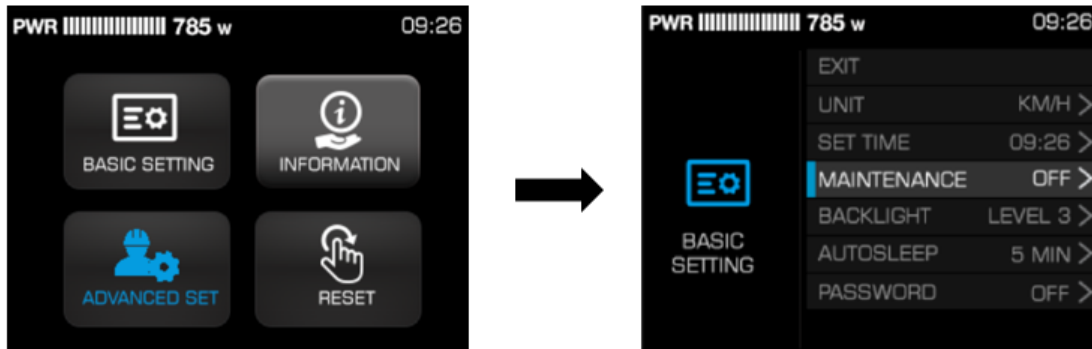 PWR 785 W 09:26
BASIC SETTING INFORMATION
ADVANCED SET RESET
PWR 785 W 09:26
EXIT
UNIT KM/H >
SET TIME 09:26 >
MAINTENANCE OFF >
BACKLIGHT LEVEL 3 >
AUTOSLEEP 5 MIN >
PASSWORD OFF >
BASIC
SETTING